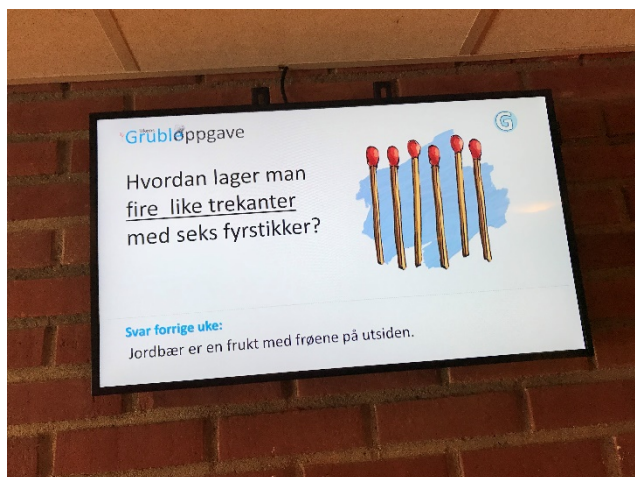 Grubleoppgave
G
Hvordan lager man
fire like trekanter
med seks fyrstikker?
Svar forrige uke:
Jordbær er en frukt med frøene på utsiden.